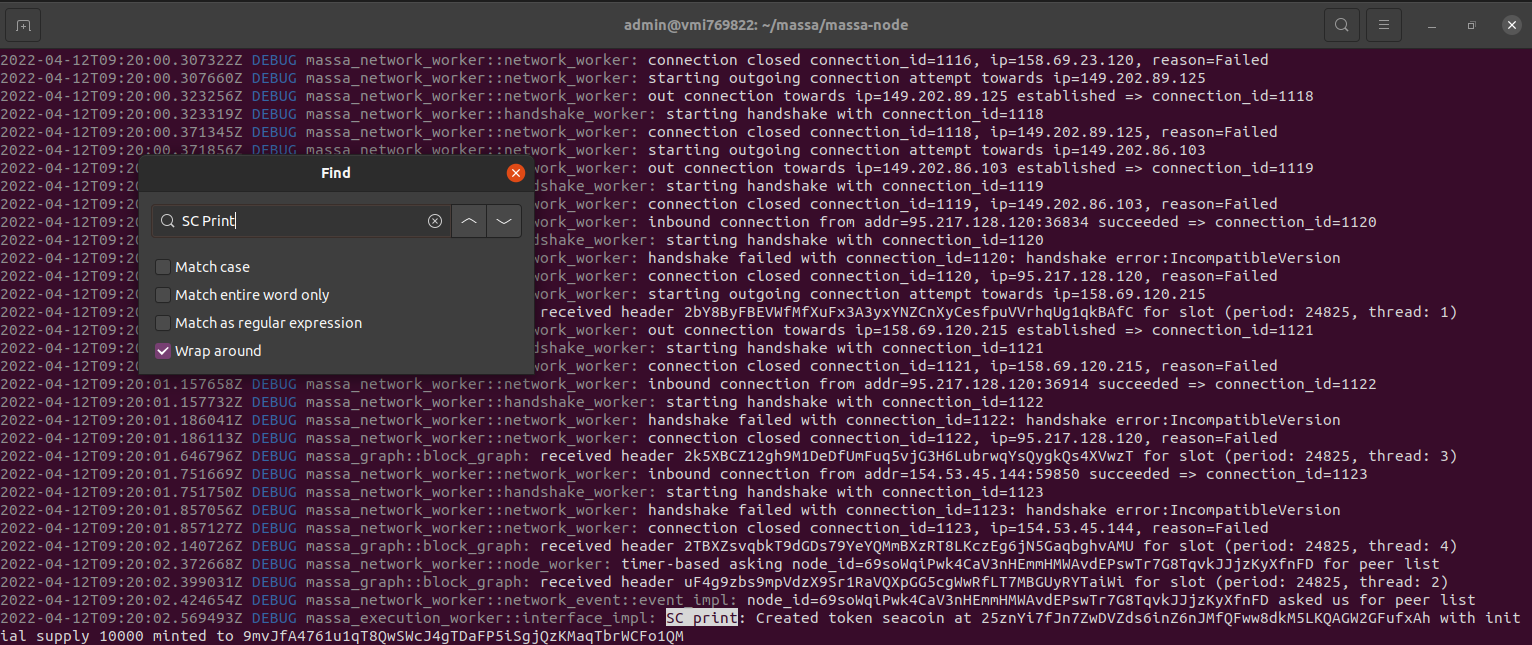 admin@vmi769822: ~/massa/massa-node
2022-04-12T09:20:00.307322Z DEBUG massa_network_worker::network_worker: connection closed connection_id=1116, ip=158.69.23.120, reason=Failed
2022-04-12T09:20:00.307660Z DEBUG massa_network_worker::network_worker: starting outgoing connection attempt towards ip=149.202.89.125
2022-04-12T09:20:00.323256Z DEBUG massa_network_worker::network_worker: out connection towards ip=149.202.89.125 established => connection_id=1118
2022-04-12T09:20:00.323319Z DEBUG massa_network_worker::handshake_worker: starting handshake with connection_id=1118
2022-04-12T09:20:00.371345Z DEBUG massa_network_worker::network_worker: connection closed connection_id=1118, ip=149.202.89.125, reason=Failed
2022-04-12T09:20:00.371856Z DEBUG massa_network_worker::network_worker: starting outgoing connection attempt towards ip=149.202.86.103
2022-04-12T09:20 work_worker: out connection towards ip=149.202.86.103 established => connection_id=1119
2022-04-12T09:20 dshake_worker: starting handshake with connection_id=1119
2022-04-12T09:20 work_worker: connection closed connection_id=1119, ip=149.202.86.103, reason=Failed
2022-04-12T09:20 work_worker: inbound connection from addr=95.217.128.120:36834 succeeded => connection_id=1120
2022-04-12T09:20 dshake_worker: starting handshake with connection_id=1120
2022-04-12T09:20 work_worker: handshake failed with connection_id=1120: handshake error:IncompatibleVersion
2022-04-12T09:20 work_worker: connection closed connection_id=1120, ip=95.217.128.120, reason=Failed
2022-04-12T09:20 work_worker: starting outgoing connection attempt towards ip=158.69.120.215
2022-04-12T09:20 received header 2bY8ByFBEVWfMfXuFx3A3yxYNZCnXyCesfpuVVrhqUg1qkBAfC for slot (period: 24825, thread: 1)
2022-04-12T09:20 work_worker: out connection towards ip=158.69.120.215 established => connection_id=1121
2022-04-12T09:20 dshake_worker: starting handshake with connection_id=1121
2022-04-12T09:20 work_worker: connection closed connection_id=1121, ip=158.69.120.215, reason=Failed
Find
SC Print
Match case
Match entire word only
Match as regular expression
Wrap around
2022-04-12T09:20:01.157658Z DEBUG massa_network_worker::network_worker: inbound connection from addr=95.217.128.120:36914 succeeded => connection_id=1122
2022-04-12T09:20:01.157732Z DEBUG massa_network_worker::handshake_worker: starting handshake with connection_id=1122
2022-04-12T09:20:01.186041Z DEBUG massa_network_worker::network_worker: handshake failed with connection_id=1122: handshake error:IncompatibleVersion
2022-04-12T09:20:01.186113Z DEBUG massa_network_worker::network_worker: connection closed connection_id=1122, ip=95.217.128.120, reason=Failed
2022-04-12T09:20:01.646796Z DEBUG massa_graph::block_graph: received header 2k5XBCZ12gh9M1DeDfUmFuq5vjG3H6LubrwqYsQygkQs4XVwzT for slot (period: 24825, thread: 3)
2022-04-12T09:20:01.751669Z DEBUG massa_network_worker::network_worker: inbound connection from addr=154.53.45.144:59850 succeeded => connection_id=1123
2022-04-12T09:20:01.751750Z DEBUG massa_network_worker::handshake_worker: starting handshake with connection_id=1123
2022-04-12T09:20:01.857056Z DEBUG massa_network_worker::network_worker: handshake failed with connection_id=1123: handshake error:IncompatibleVersion
2022-04-12T09:20:01.857127Z DEBUG massa_network_worker::network_worker: connection closed connection_id=1123, ip=154.53.45.144, reason=Failed
2022-04-12T09:20:02.140726Z DEBUG massa_graph::block_graph: received header 2TBXZsvqbkT9dGDs79YeYQMmBXzRT8LKczEg6jN5GaqbghvAMU for slot (period: 24825, thread: 4)
2022-04-12T09:20:02.372668Z DEBUG massa_network_worker::node_worker: timer-based asking node_id=69soWqiPwk4CaV3nHEmmHMWAvdEPswTr7G8TqvkJJjzKyXfnFD for peer list
2022-04-12T09:20:02.399031Z DEBUG massa_graph::block_graph: received header uF4g9zbs9mpVdzX9Sr1RaVQXpGG5cgWwRfLT7MBGUyRYTaiWi for slot (period: 24825, thread: 2)
2022-04-12T09:20:02.424654Z DEBUG massa_network_worker::network_event::event_impl: node_id=69soWqiPwk4CaV3nHEmmHMWAvdEPswTr7G8TqvkJJjzKyXfnFD asked us for peer list
2022-04-12T09:20:02.569493Z DEBUG massa_execution_worker::interface_impl: SC print: Created token seacoin at 25znYi7fJn7ZwDVZds6inZ6nJMfQFww8dkM5LKQAGW2GFufxAh with init
ial supply 10000 minted to 9mvJfA4761u1qT8QwSWcJ4gTDaFP5iSgjQzKMaqTbrWCFo1QM